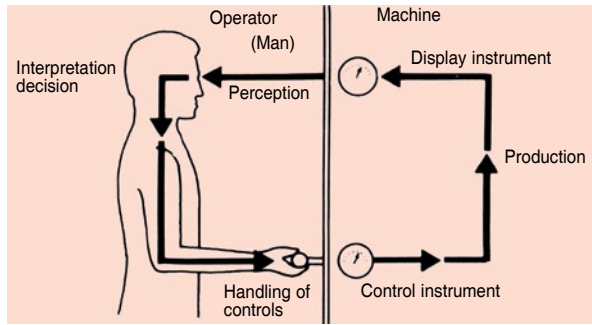 Operator
(Man)
Machine
Interpretation
decision
Perception
Display instrument
Production
Handling of
controls
Control instrument